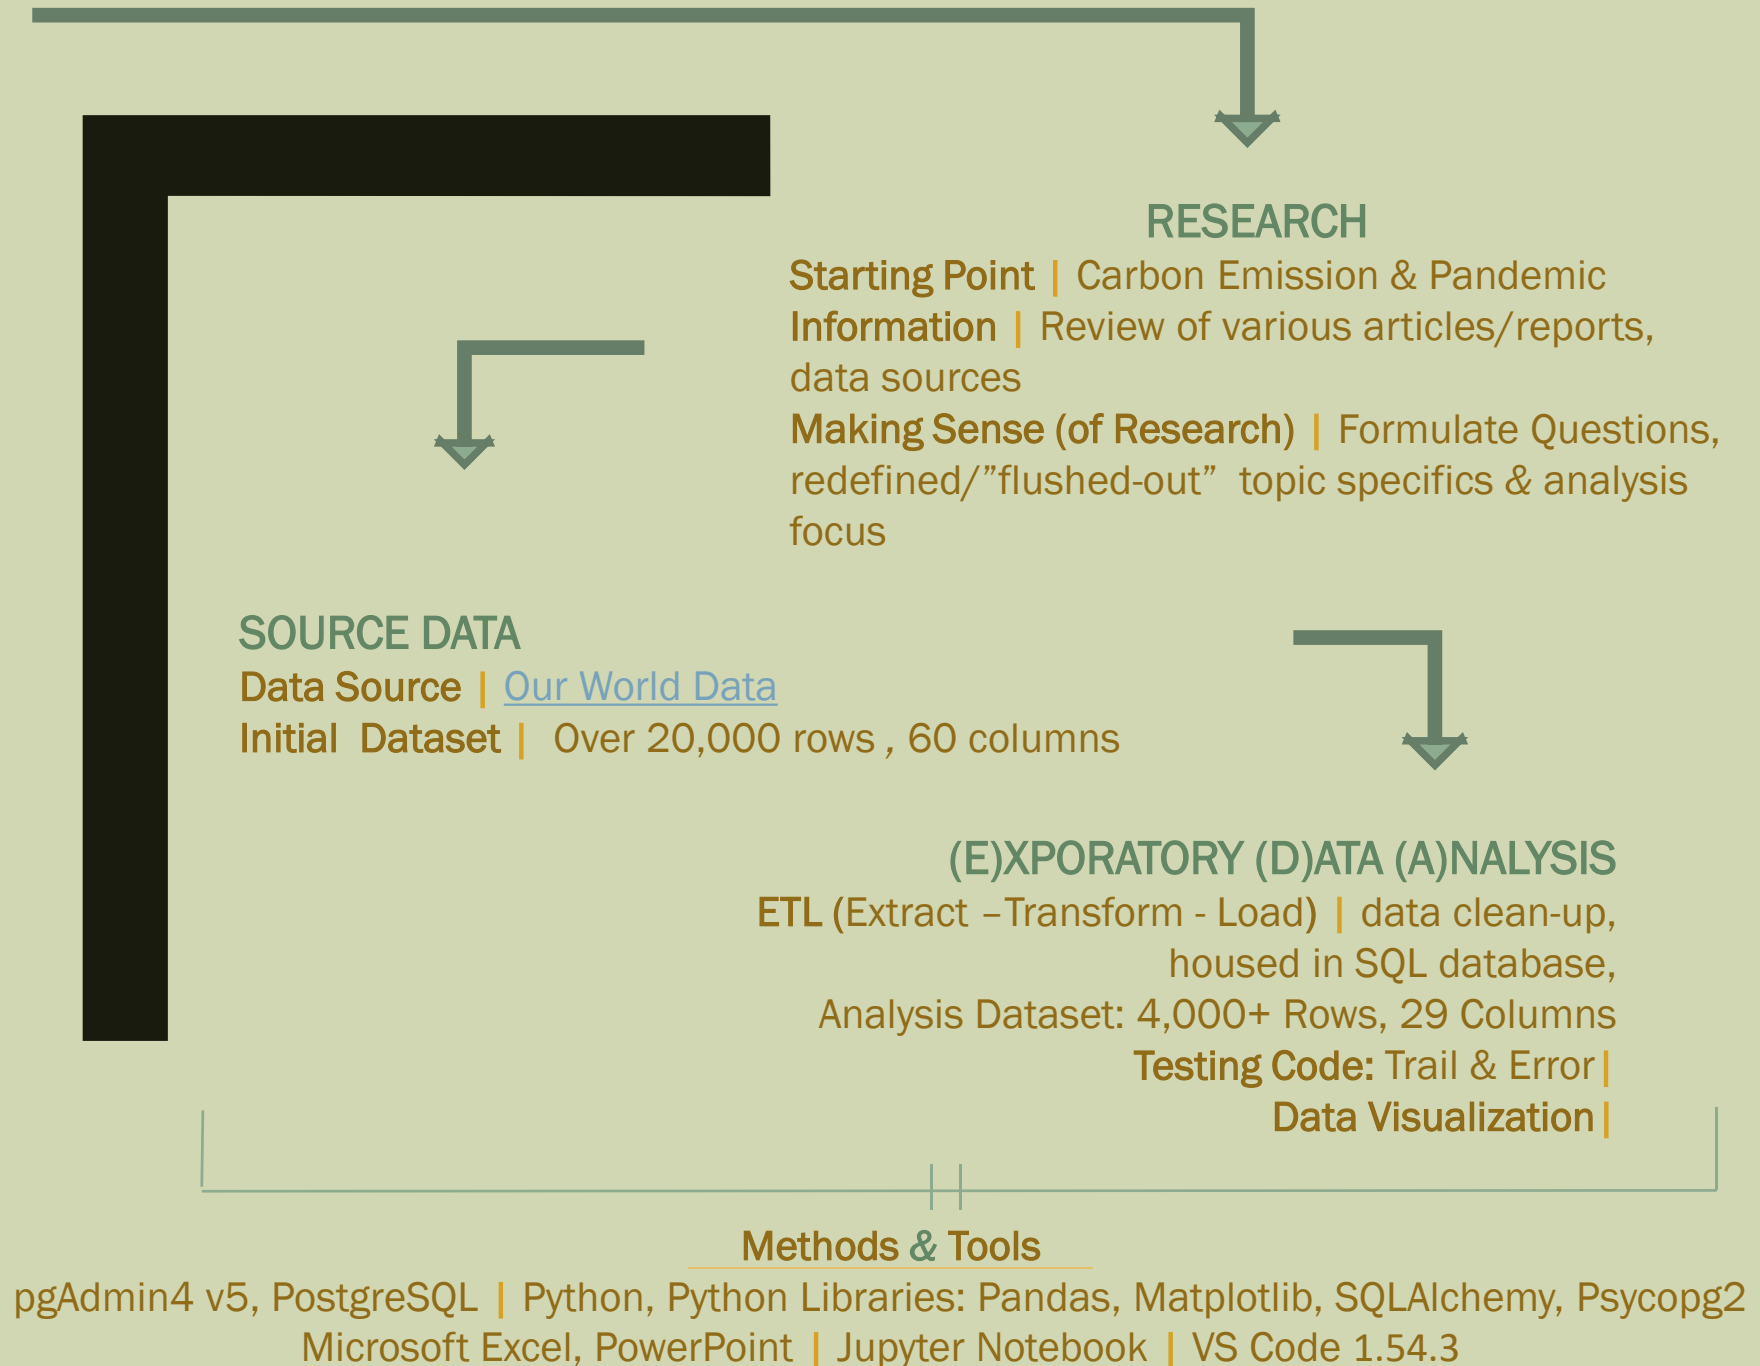 RESEARCH
Starting Point | Carbon Emission & Pandemic
Information | Review of various articles/reports,
data sources
Making Sense (of Research) | Formulate Questions,
redefined/”flushed-out”  topic specifics & analysis
focus
SOURCE DATA
Data Source | Our World Data
Initial  Dataset |  Over 20,000 rows , 60 columns
(E)XPORATORY (D)ATA (A)NALYSIS
ETL (Extract –Transform - Load) | data clean-up,
housed in SQL database,
Analysis Dataset: 4,000+ Rows, 29 Columns
Testing Code: Trail & Error|
Data Visualization|
Methods & Tools
pgAdmin4 v5, PostgreSQL | Python, Python Libraries: Pandas, Matplotlib, SQLAlchemy, Psycopg2
Microsoft Excel, PowerPoint | Jupyter Notebook | VS Code 1.54.3